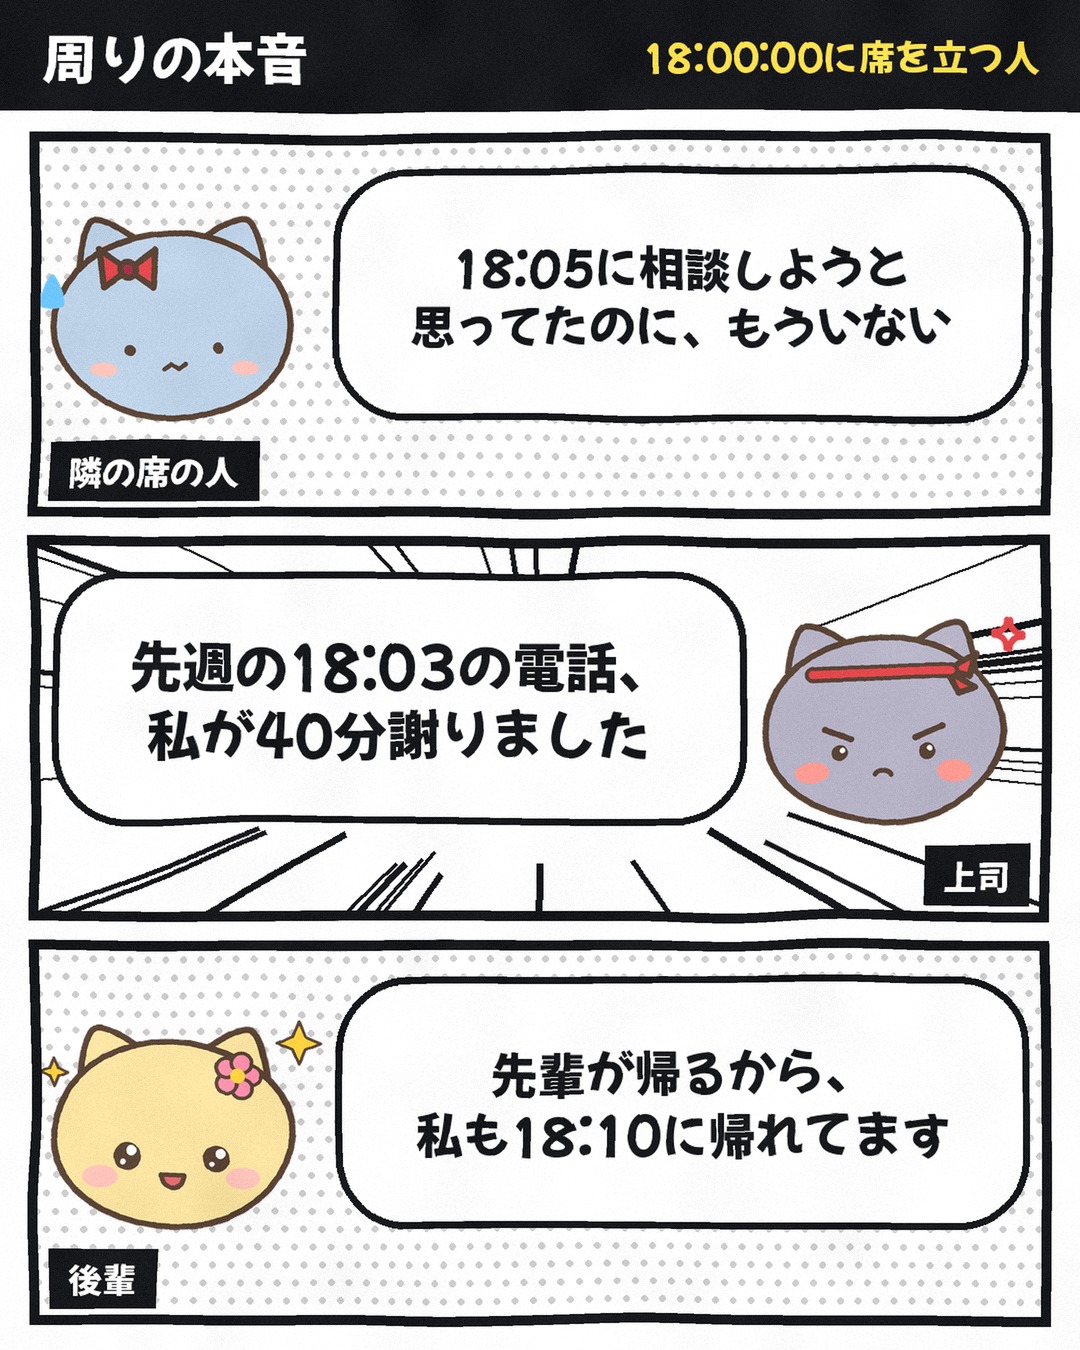 周りの本音
18:00:00に席を立つ人
18:05に相談しようと
思ってたのに、もういない
隣の席の人
先週の18:03の電話、
私が40分謝りました
上司
先輩が帰るから、
私も18:10に帰れてます
後輩